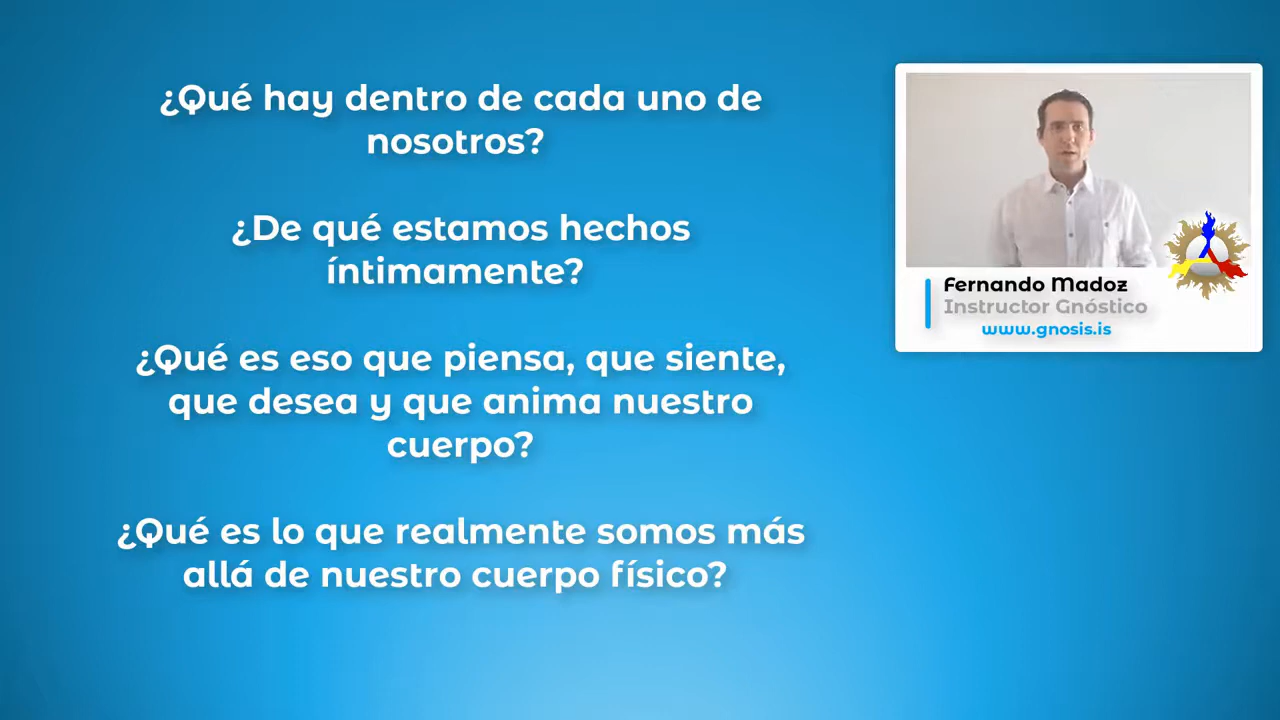 ¿Qué hay dentro de cada uno de
nosotros?
¿De qué estamos hechos
íntimamente?
¿Qué es eso que piensa, que siente,
que desea y que anima nuestro
cuerpo?
¿Qué es lo que realmente somos más
allá de nuestro cuerpo físico?
Fernando Madoz
Instructor Gnóstico
www.gnosis.is